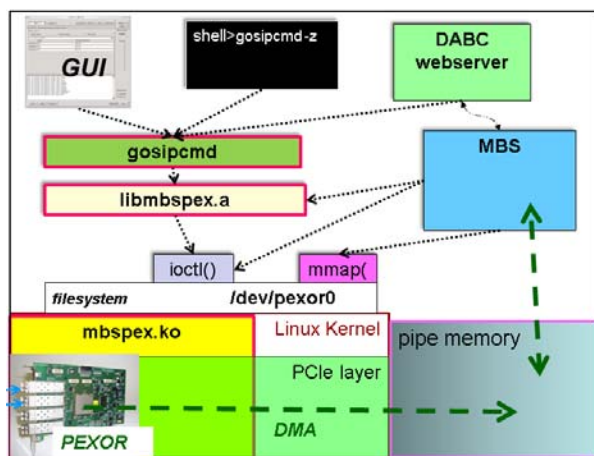 GUI
shell>gosipcmd-z
DABC
webserver
gosipcmd
MBS
libmbspex.a
ioctl()
mmap(
filesystem
/dev/pexor0
mbspex.ko
Linux Kernel
pipe memory
PCIe layer
PEXOR
DMA